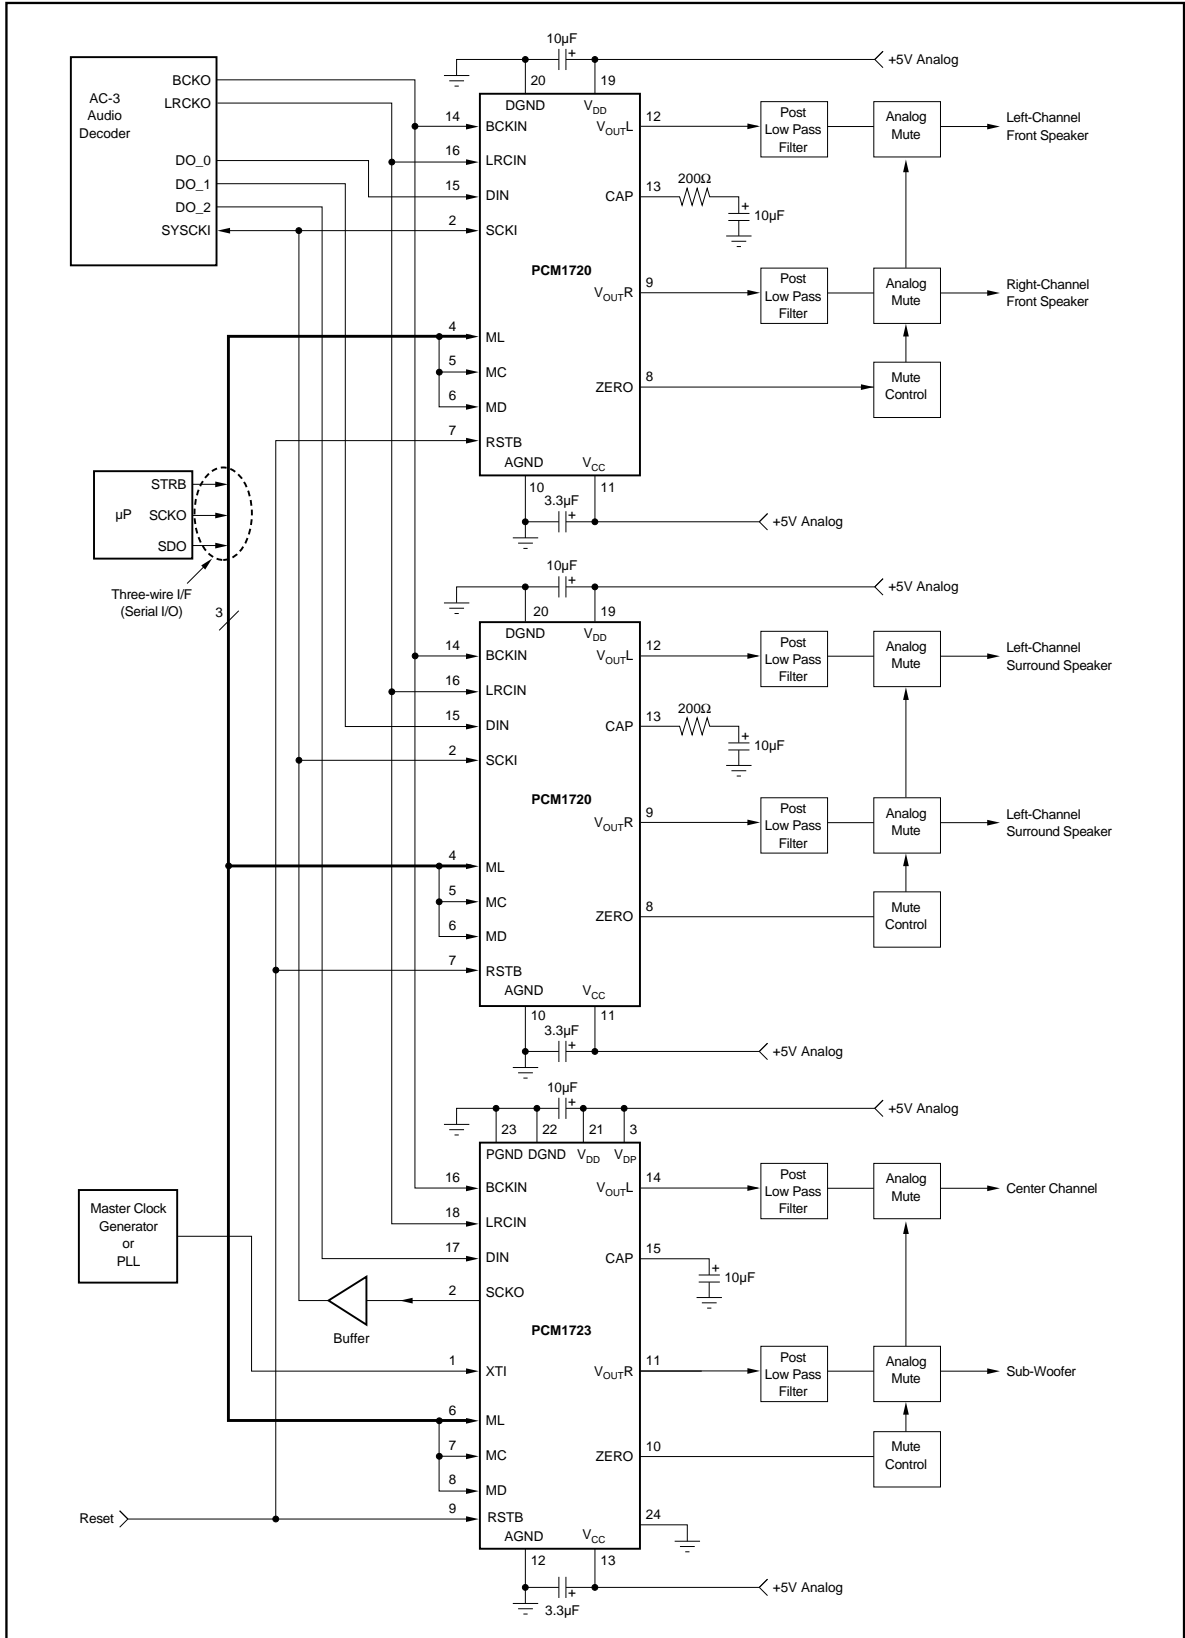 AC-3
Audio
Decoder
BCKO
LRCKO
DO_0
DO_1
DO_2
SYSCKI
10µF
+
+5V Analog
20
19
DGND
VDD
14
BCKIN
16
LRCIN
15
DIN
2
SCKI
VOUTL
12
Post
Low Pass
Filter
Analog
Mute
Left-Channel
Front Speaker
CAP
13
200Ω
+
10µF
PCM1720
VOUTR
9
Post
Low Pass
Filter
Analog
Mute
Right-Channel
Front Speaker
4
ML
5
MC
6
MD
7
RSTB
ZERO
8
Mute
Control
AGND
VCC
10
11
3.3µF
+
+5V Analog
STRB
µP
SCKO
SDO
Three-wire I/F
(Serial I/O)
3
10µF
+
+5V Analog
20
19
DGND
VDD
14
BCKIN
16
LRCIN
15
DIN
2
SCKI
VOUTL
12
Post
Low Pass
Filter
Analog
Mute
Left-Channel
Surround Speaker
CAP
13
200Ω
+
10µF
PCM1720
VOUTR
9
Post
Low Pass
Filter
Analog
Mute
Left-Channel
Surround Speaker
4
ML
5
MC
6
MD
7
RSTB
ZERO
8
Mute
Control
AGND
VCC
10
11
3.3µF
+
+5V Analog
10µF
+
+5V Analog
23
22
21
3
PGND
DGND
VDD
VDP
16
BCKIN
18
LRCIN
17
DIN
2
SCKO
Buffer
Master Clock
Generator
or
PLL
VOUTL
14
Post
Low Pass
Filter
Analog
Mute
Center Channel
CAP
15
+
10µF
PCM1723
1
XTI
VOUTR
11
Post
Low Pass
Filter
Analog
Mute
Sub-Woofer
6
ML
7
MC
8
MD
9
RSTB
Reset
ZERO
10
Mute
Control
24
AGND
VCC
12
13
+
3.3µF
+5V Analog